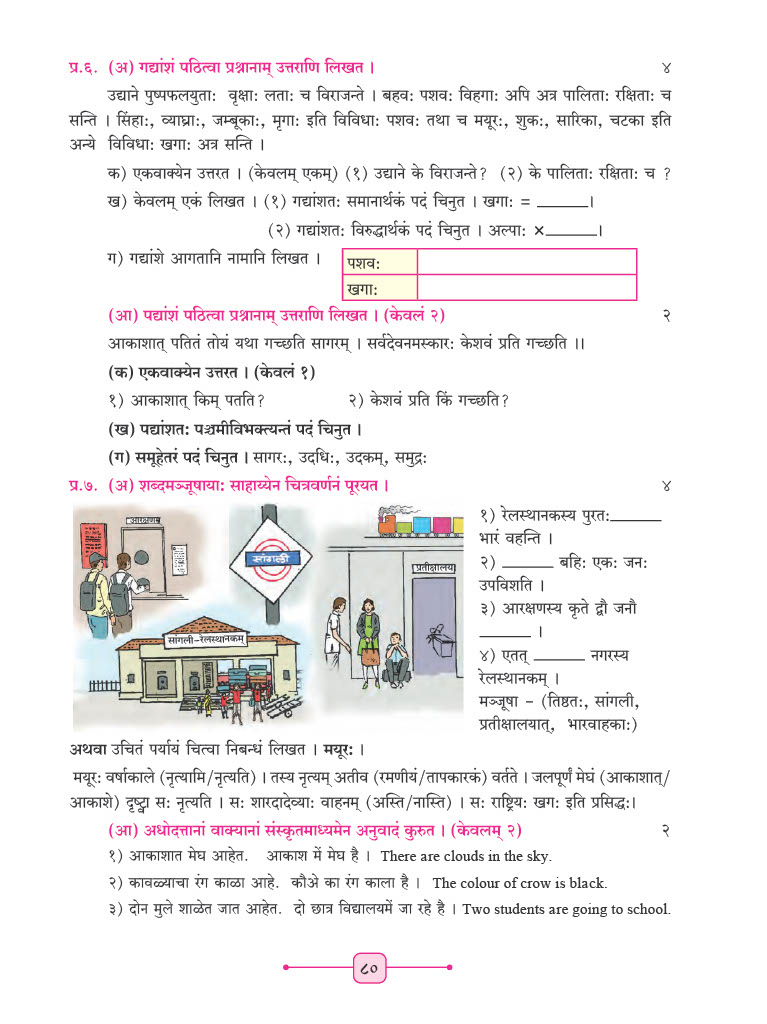 प्र.६. (अ) गद्यांशं पठित्वा प्रश्नानाम् उत्तराणि लिखत । ४
उद्याने पुष्पफलयुताः वृक्षाः लताः च विराजन्ते । बहवः पशवः विहगाः अपि अत्र पालिताः रक्षिताः च
सन्ति । सिंहाः, व्याघ्राः, जम्बूकाः, मृगाः इति विविधाः पशवः तथा च मयूरः, शुकः, सारिका, चटका इति
अन्ये विविधाः खगाः अत्र सन्ति ।
क) एकवाक्येन उत्तरत । (केवलम् एकम्) (१) उद्याने के विराजन्ते? (२) के पालिताः रक्षिताः च ?
ख) केवलम् एकं लिखत । (१) गद्यांशतः समानार्थकं पदं चिनुत । खगाः = ______।
(२) गद्यांशतः विरुद्धार्थकं पदं चिनुत । अल्पाः ×______।
ग) गद्यांशे आगतानि नामानि लिखत ।
पशवः
खगाः
(आ) पद्यांशं पठित्वा प्रश्नानाम् उत्तराणि लिखत । (केवलं २) २
आकाशात् पतितं तोयं यथा गच्छति सागरम् । सर्वदेवनमस्कारः केशवं प्रति गच्छति ।।
(क) एकवाक्येन उत्तरत । (केवलं १)
१) आकाशात् किम् पतति? २) केशवं प्रति किं गच्छति?
(ख) पद्यांशतः पञ्चमीविभक्त्यन्तं पदं चिनुत ।
(ग) समूहेतरं पदं चिनुत । सागरः, उदधिः, उदकम्, समुद्रः
प्र.७. (अ) शब्दमञ्जूषायाः साहाय्येन चित्रवर्णनं पूरयत । ४
आरक्षणम्
सांगली
प्रतीक्षालय
सांगली-रेलस्थानकम्
१) रेलस्थानकस्य पुरतः______
भारं वहन्ति ।
२) ______ बहिः एकः जनः
उपविशति ।
३) आरक्षणस्य कृते द्वौ जनौ
______ ।
४) एतत् ______ नगरस्य
रेलस्थानकम् ।
मञ्जूषा – (तिष्ठतः, सांगली,
प्रतीक्षालयात्, भारवाहकाः)
अथवा उचितं पर्यायं चित्वा निबन्धं लिखत । मयूरः ।
मयूरः वर्षाकाले (नृत्यामि/नृत्यति) । तस्य नृत्यम् अतीव (रमणीयं/तापकारकं) वर्तते । जलपूर्णं मेघं (आकाशात्/
आकाशे) दृष्ट्वा सः नृत्यति । सः शारदादेव्याः वाहनम् (अस्ति/नास्ति) । सः राष्ट्रियः खगः इति प्रसिद्धः।
(आ) अधोदत्तानां वाक्यानां संस्कृतमाध्यमेन अनुवादं कुरुत । (केवलम् २) २
१) आकाशात मेघ आहेत. आकाश में मेघ है । There are clouds in the sky.
२) कावळ्याचा रंग काळा आहे. कौअे का रंग काला है । The colour of crow is black.
३) दोन मुले शाळेत जात आहेत. दो छात्र विद्यालयमें जा रहे है । Two students are going to school.
८०